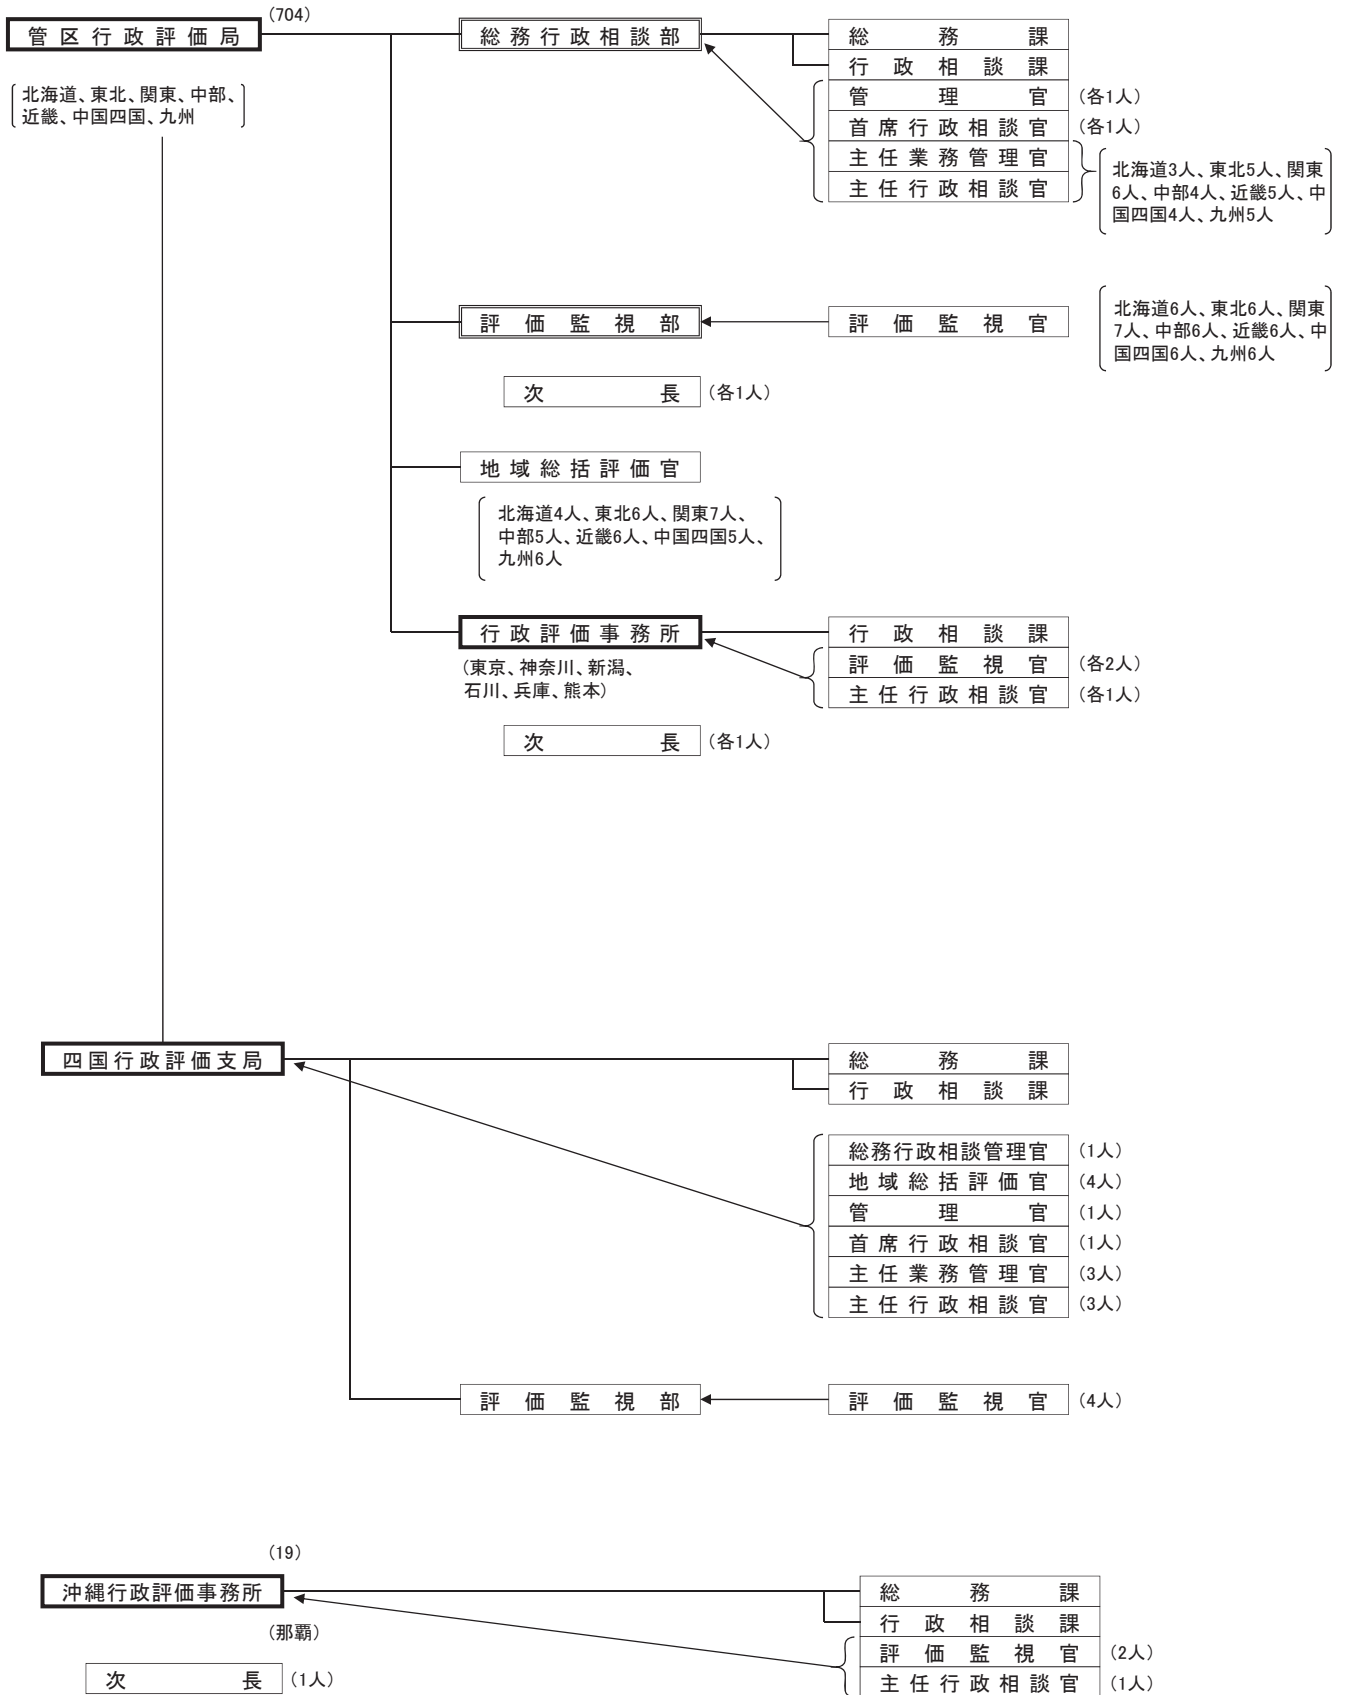 (704)
管区行政評価局
総務行政相談部
総務課
行政相談課
北海道、東北、関東、中部、
近畿、中国四国、九州
管理官 (各1人)
首席行政相談官 (各1人)
主任業務管理官
主任行政相談官
北海道3人、東北5人、関東
6人、中部4人、近畿5人、中
国四国4人、九州5人
評価監視部
評価監視官
北海道6人、東北6人、関東
7人、中部6人、近畿6人、中
国四国6人、九州6人
次長 (各1人)
地域総括評価官
北海道4人、東北6人、関東7人、
中部5人、近畿6人、中国四国5人、
九州6人
行政評価事務所
(東京、神奈川、新潟、
石川、兵庫、熊本)
行政相談課
評価監視官 (各2人)
主任行政相談官 (各1人)
次長 (各1人)
四国行政評価支局
総務課
行政相談課
総務行政相談管理官 (1人)
地域総括評価官 (4人)
管理官 (1人)
首席行政相談官 (1人)
主任業務管理官 (3人)
主任行政相談官 (3人)
評価監視部
評価監視官 (4人)
(19)
沖縄行政評価事務所
(那覇)
次長 (1人)
総務課
行政相談課
評価監視官 (2人)
主任行政相談官 (1人)